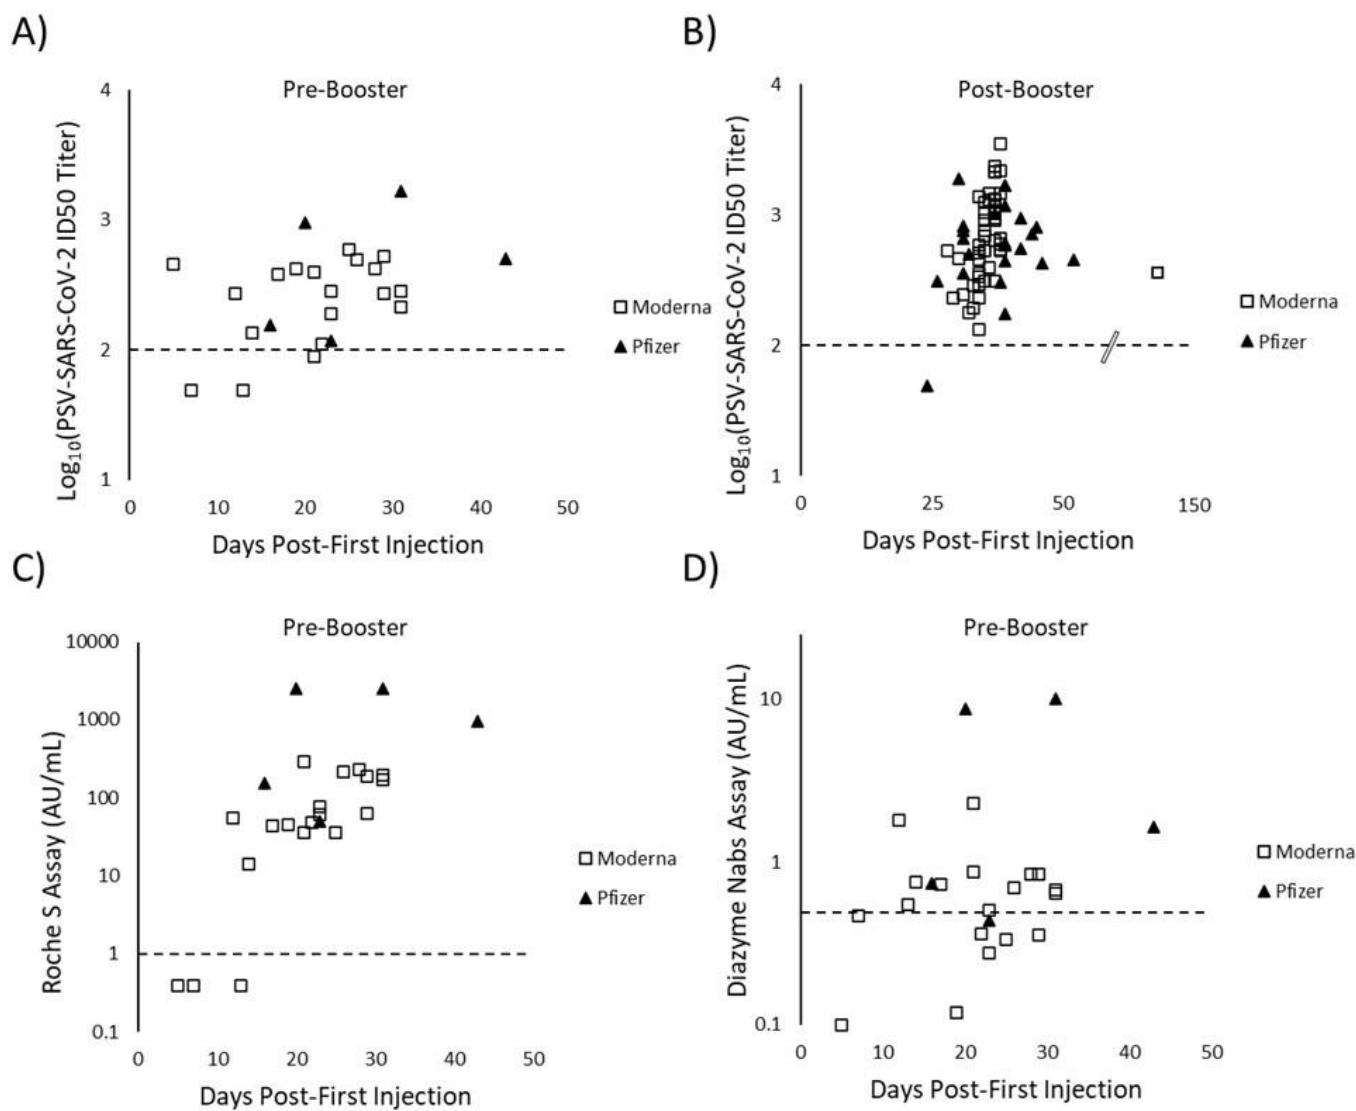 A)
Pre-Booster
Log10(PSV-SARS-CoV-2 ID50 Titer)
4
3
2
1
0 10 20 30 40 50
Days Post-First Injection
Moderna
Pfizer
B)
Post-Booster
Log10(PSV-SARS-CoV-2 ID50 Titer)
4
3
2
1
0 25 50 150
Days Post-First Injection
Moderna
Pfizer
C)
Pre-Booster
Roche S Assay (AU/mL)
10000
1000
100
10
1
0.1
0 10 20 30 40 50
Days Post-First Injection
Moderna
Pfizer
D)
Pre-Booster
Diazyme Nabs Assay (AU/mL)
10
1
0.1
0 10 20 30 40 50
Days Post-First Injection
Moderna
Pfizer